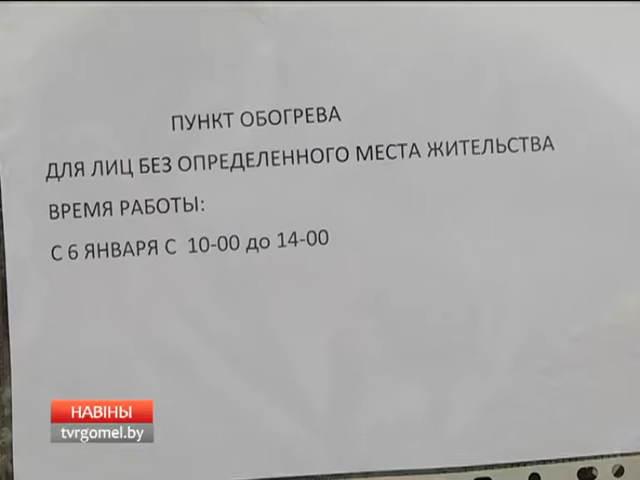 ПУНКТ ОБОГРЕВА
ДЛЯ ЛИЦ БЕЗ ОПРЕДЕЛЕННОГО МЕСТА ЖИТЕЛЬСТВА
ВРЕМЯ РАБОТЫ:
С 6 ЯНВАРЯ С 10-00 до 14-00
НАВІНЫ
tvrgomel.by